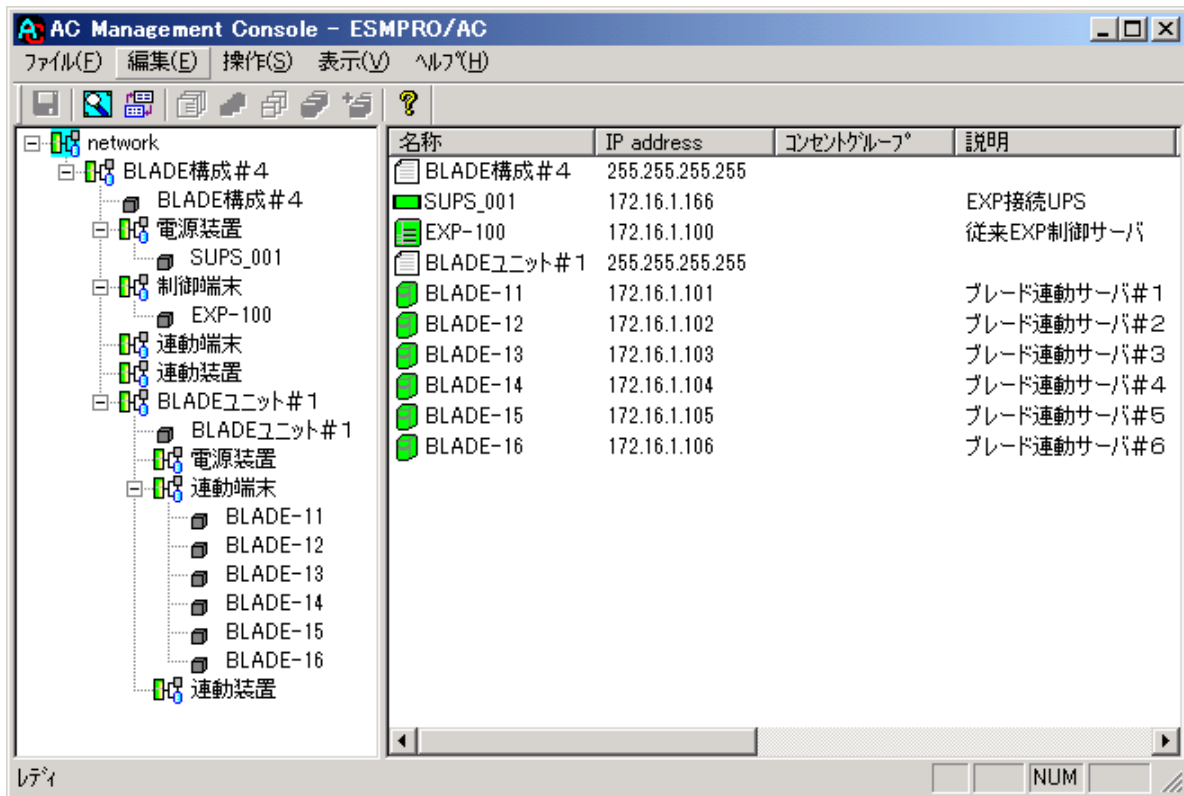 AC Management Console - ESMPRO/AC
ファイル(F) 編集(E) 操作(S) 表示(V) ヘルプ(H)
network
BLADE構成#4
BLADE構成#4
電源装置
SUPS_001
制御端末
EXP-100
連動端末
連動装置
BLADEユニット#1
BLADEユニット#1
電源装置
連動端末
BLADE-11
BLADE-12
BLADE-13
BLADE-14
BLADE-15
BLADE-16
連動装置
名称 IP address コンセントグループ 説明
BLADE構成#4 255.255.255.255
SUPS_001 172.16.1.166 EXP接続UPS
EXP-100 172.16.1.100 従来EXP制御サーバ
BLADEユニット#1 255.255.255.255
BLADE-11 172.16.1.101 ブレード連動サーバ#1
BLADE-12 172.16.1.102 ブレード連動サーバ#2
BLADE-13 172.16.1.103 ブレード連動サーバ#3
BLADE-14 172.16.1.104 ブレード連動サーバ#4
BLADE-15 172.16.1.105 ブレード連動サーバ#5
BLADE-16 172.16.1.106 ブレード連動サーバ#6
レディ NUM